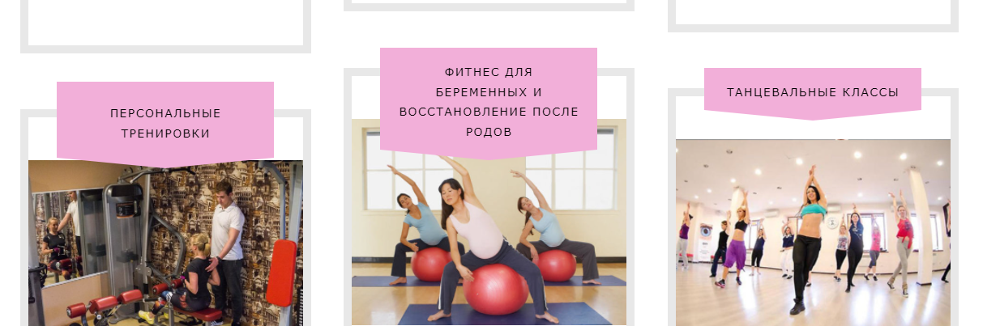 ПЕРСОНАЛЬНЫЕ
ТРЕНИРОВКИ
ФИТНЕС ДЛЯ
БЕРЕМЕННЫХ И
ВОССТАНОВЛЕНИЕ ПОСЛЕ
РОДОВ
ТАНЦЕВАЛЬНЫЕ КЛАССЫ